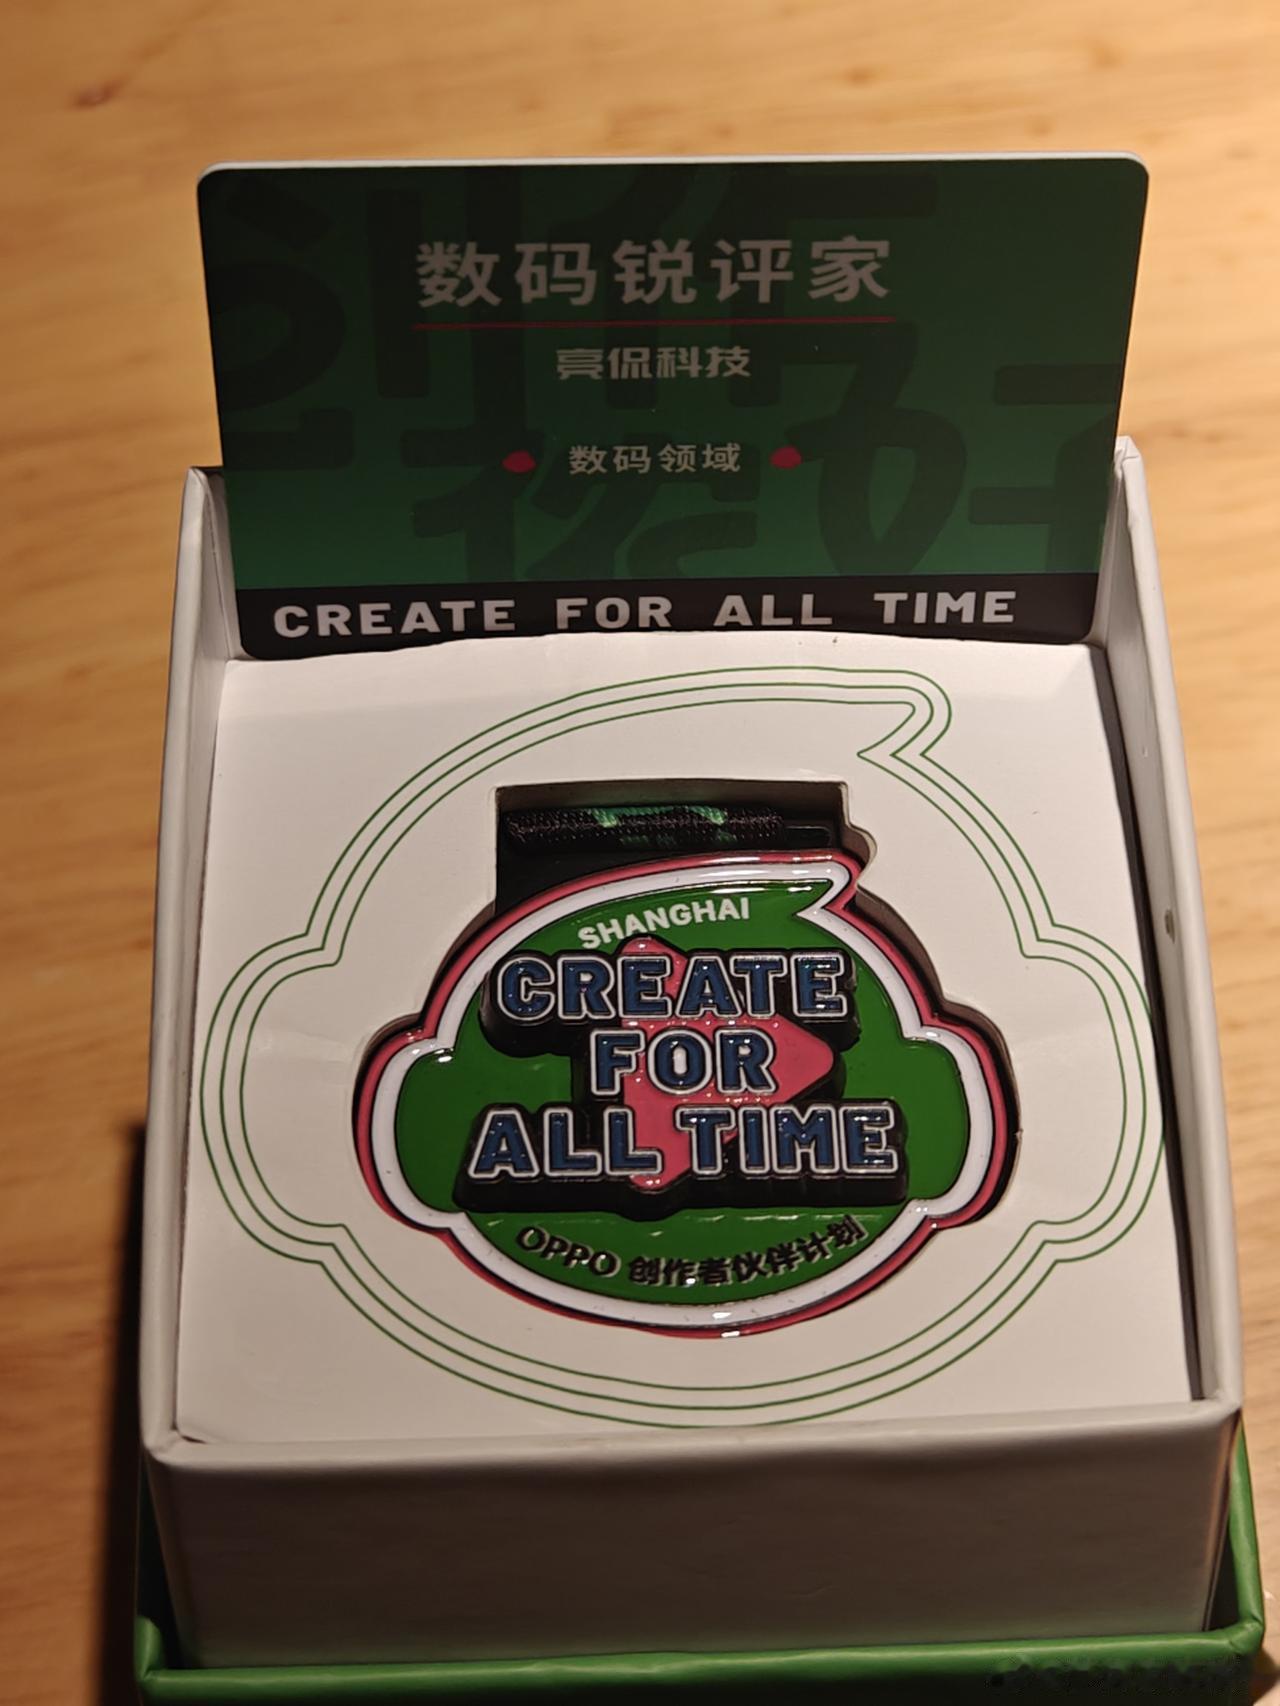 数码锐评家
亮侃科技
数码领域
CREATE FOR ALL TIME
SHANGHAI
CREATE
FOR
ALL TIME
OPPO 创作者伙伴计划